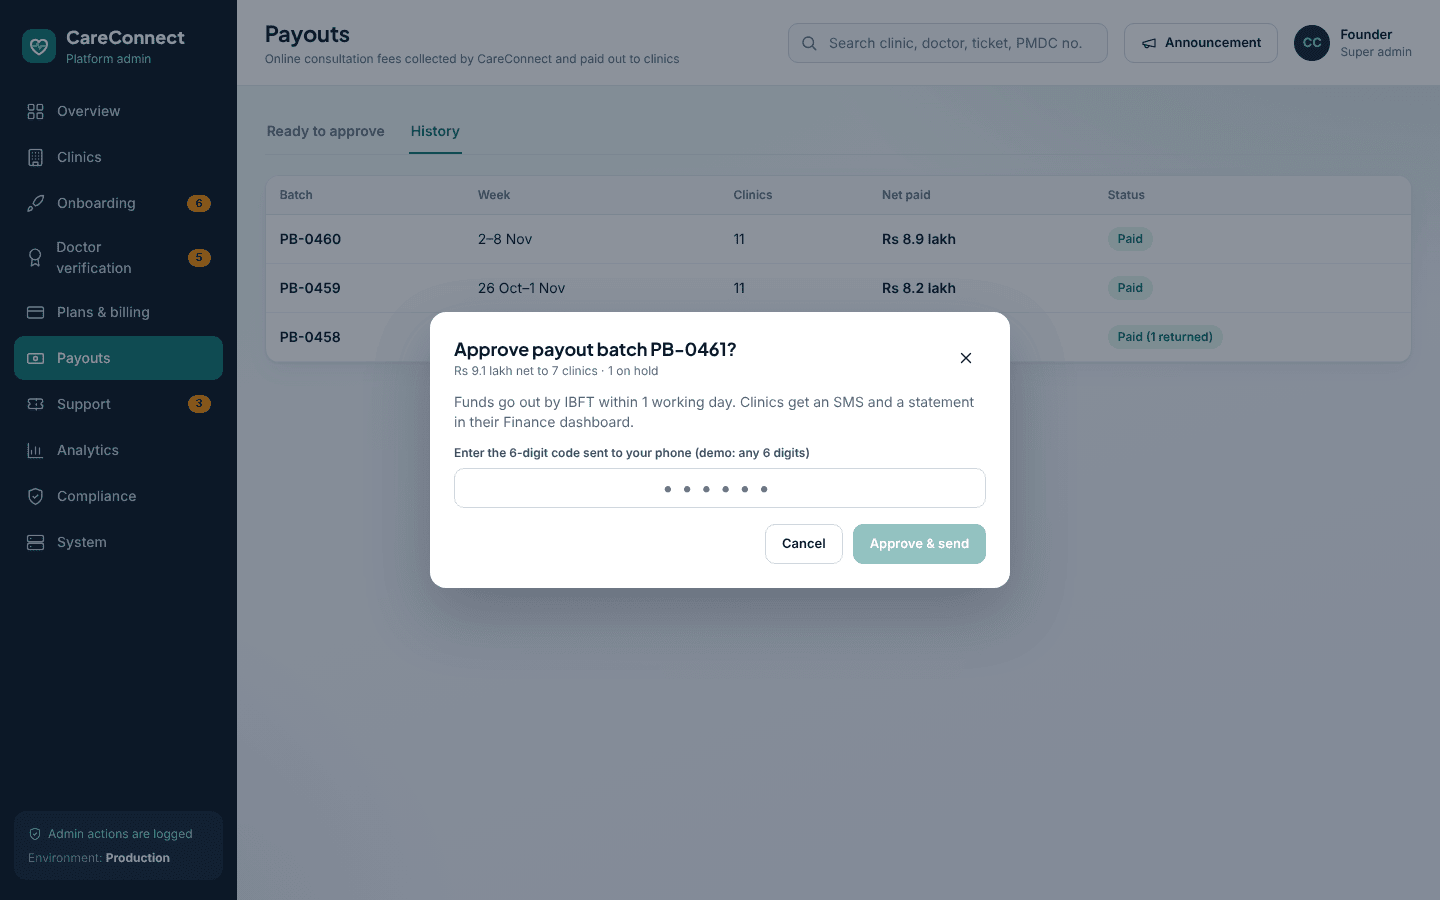 CareConnect
Platform admin
Overview
Clinics
Onboarding 6
Doctor
verification 5
Plans & billing
Payouts
Support 3
Analytics
Compliance
System
Admin actions are logged
Environment: Production
Payouts
Online consultation fees collected by CareConnect and paid out to clinics
Search clinic, doctor, ticket, PMDC no.
Announcement
CC
Founder
Super admin
Ready to approve History
Batch Week Clinics Net paid Status
PB-0460 2–8 Nov 11 Rs 8.9 lakh Paid
PB-0459 26 Oct–1 Nov 11 Rs 8.2 lakh Paid
PB-0458 Paid (1 returned)
Approve payout batch PB-0461?
Rs 9.1 lakh net to 7 clinics · 1 on hold
Funds go out by IBFT within 1 working day. Clinics get an SMS and a statement
in their Finance dashboard.
Enter the 6-digit code sent to your phone (demo: any 6 digits)
••••••
Cancel Approve & send